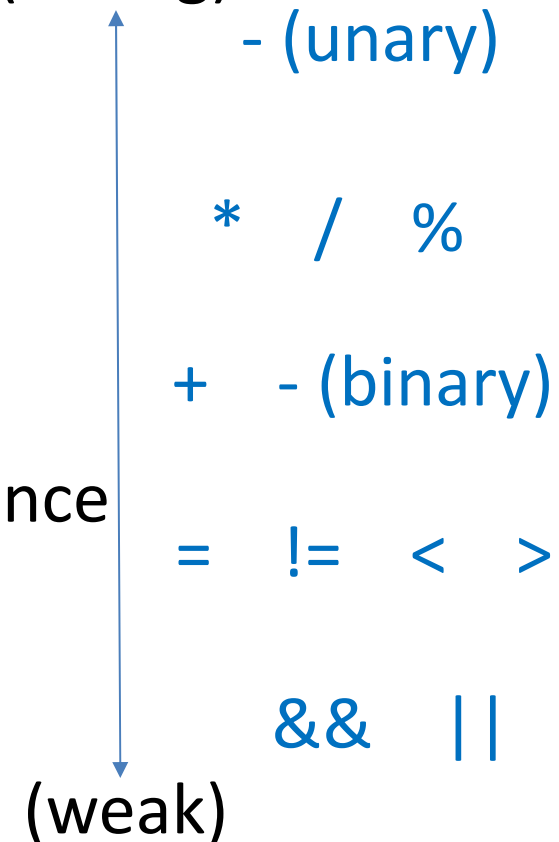 - (unary)
* / %
+ - (binary)
nce
= != < >
&& ||
(weak)